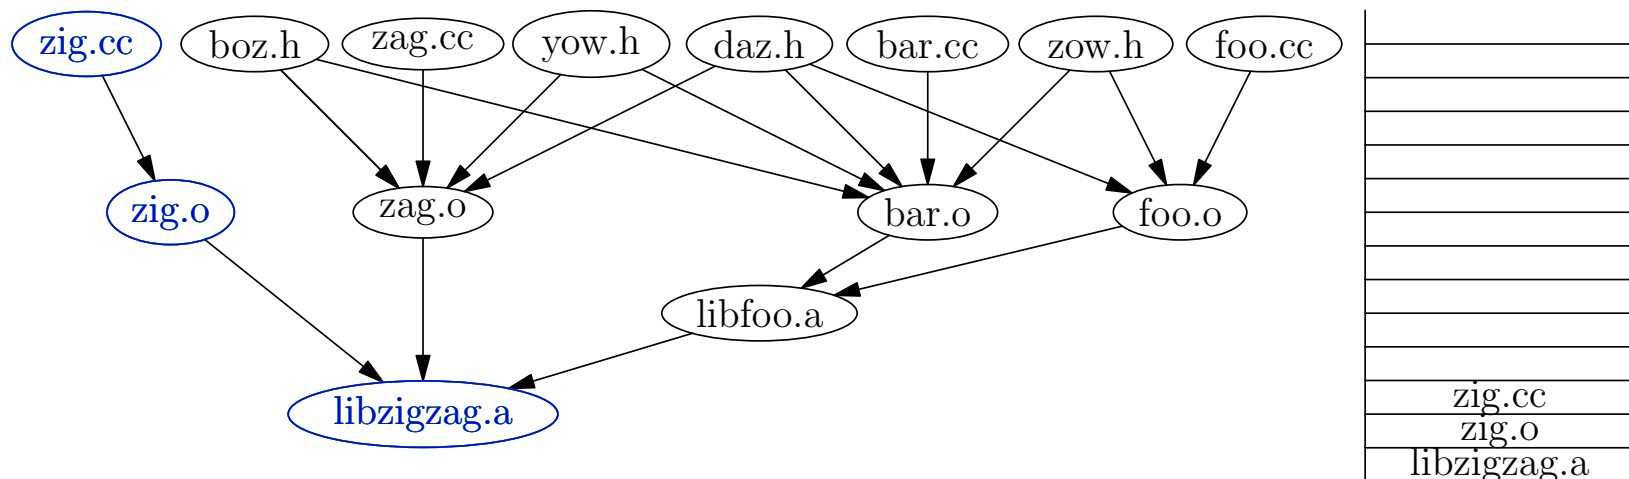 zig.cc boz.h zag.cc yow.h daz.h bar.cc zow.h foo.cc
zig.o zag.o bar.o foo.o
libfoo.a
libzigzag.a
zig.cc
zig.o
libzigzag.a